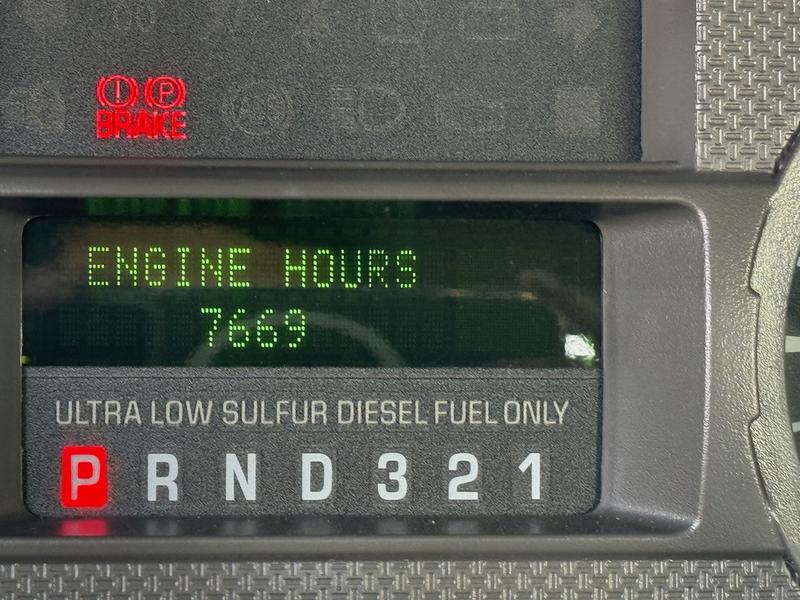 (!) (P)
BRAKE
ENGINE HOURS
7669
ULTRA LOW SULFUR DIESEL FUEL ONLY
P R N D 3 2 1